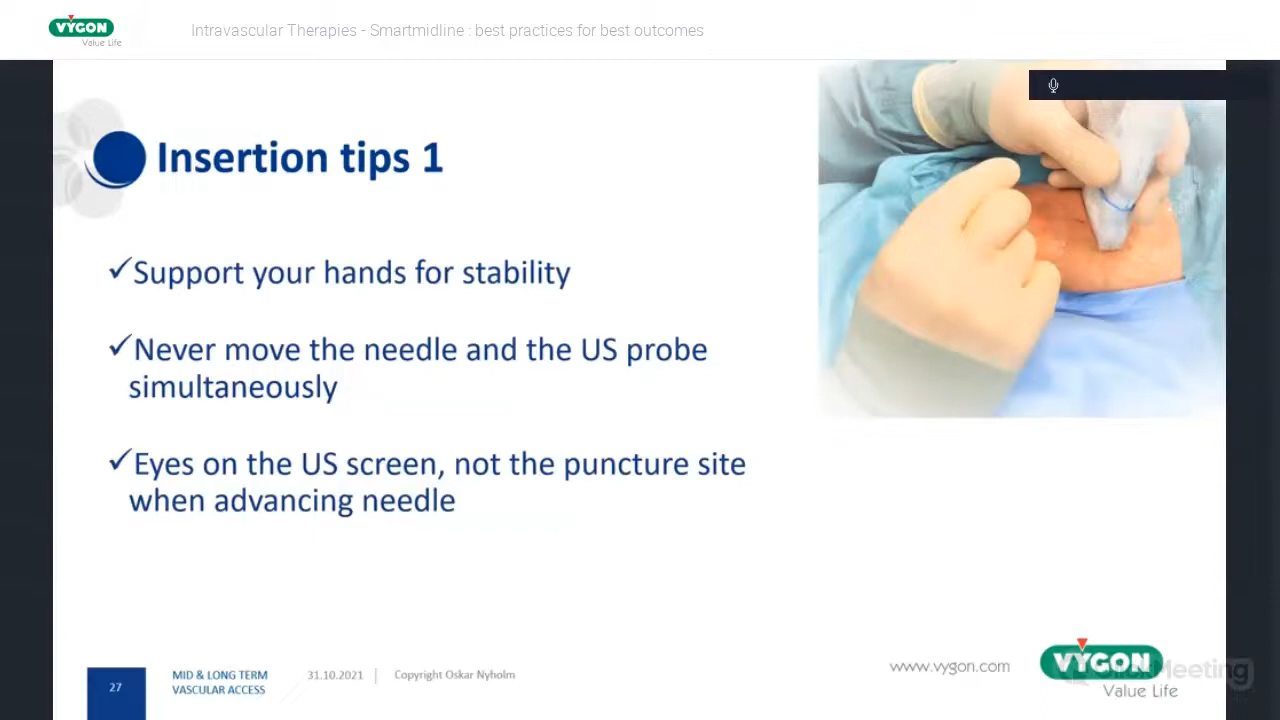 VYGON
Value Life
Intravascular Therapies - Smartmidline : best practices for best outcomes
Insertion tips 1
✓Support your hands for stability
✓Never move the needle and the US probe
simultaneously
✓Eyes on the US screen, not the puncture site
when advancing needle
27
MID & LONG TERM
VASCULAR ACCESS
31.10.2021
Copyright Oskar Nyholm
www.vygon.com
VYGON
Value Life
ClickMeeting